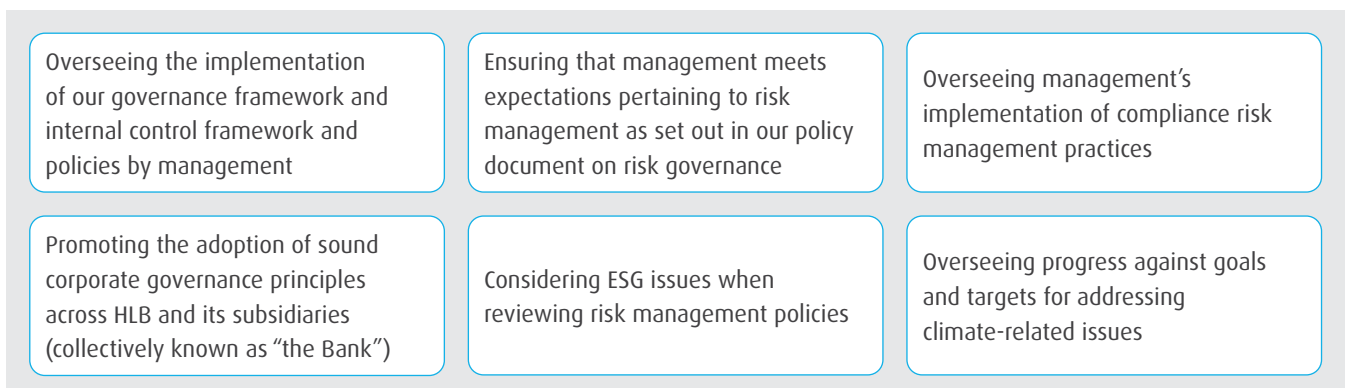 Overseeing the implementation
of our governance framework and
internal control framework and
policies by management
Ensuring that management meets
expectations pertaining to risk
management as set out in our policy
document on risk governance
Overseeing management’s
implementation of compliance risk
management practices
Promoting the adoption of sound
corporate governance principles
across HLB and its subsidiaries
(collectively known as “the Bank”)
Considering ESG issues when
reviewing risk management policies
Overseeing progress against goals
and targets for addressing
climate-related issues